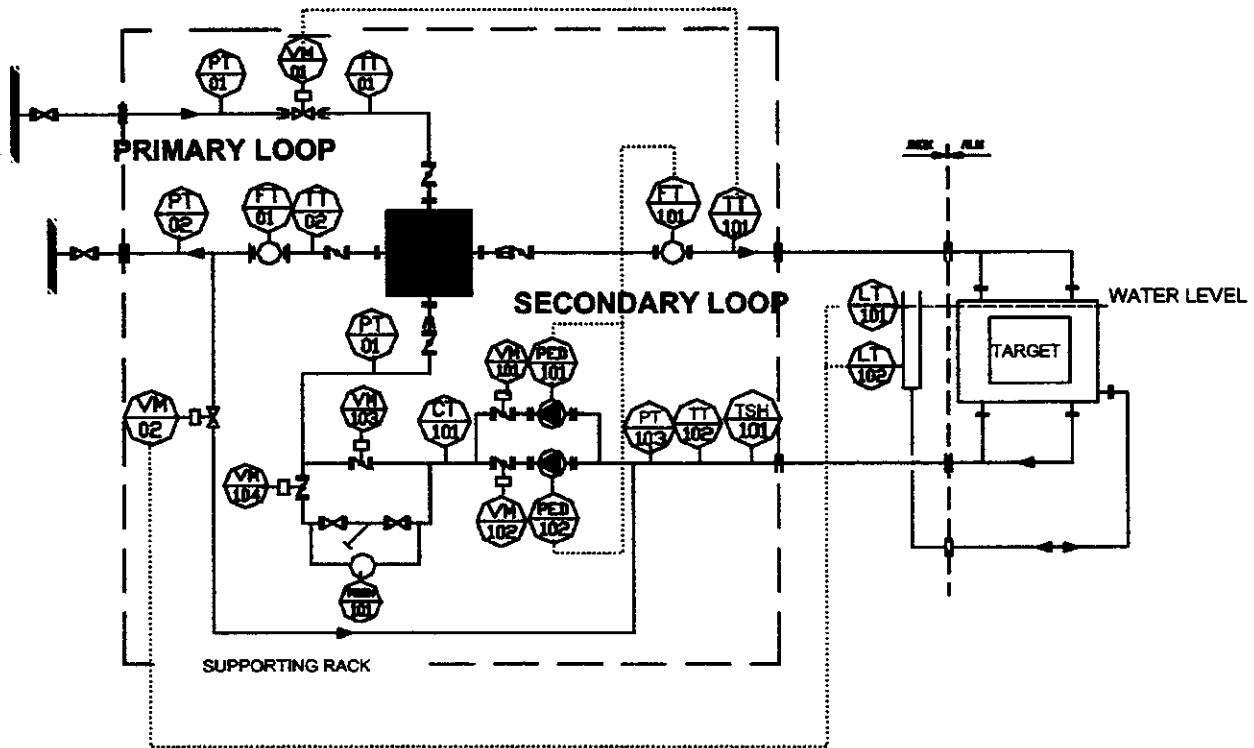 PT
01
VM
01
TT
01
PRIMARY LOOP
PT
02
FT
01
TT
02
FT
101
TT
101
SECONDARY LOOP
LT
101
WATER LEVEL
PT
01
VM
101
PED
101
LT
102
TARGET
VM
02
VM
103
CT
101
PT
103
TT
102
TSH
101
VM
104
VM
102
PED
102
101
SUPPORTING RACK